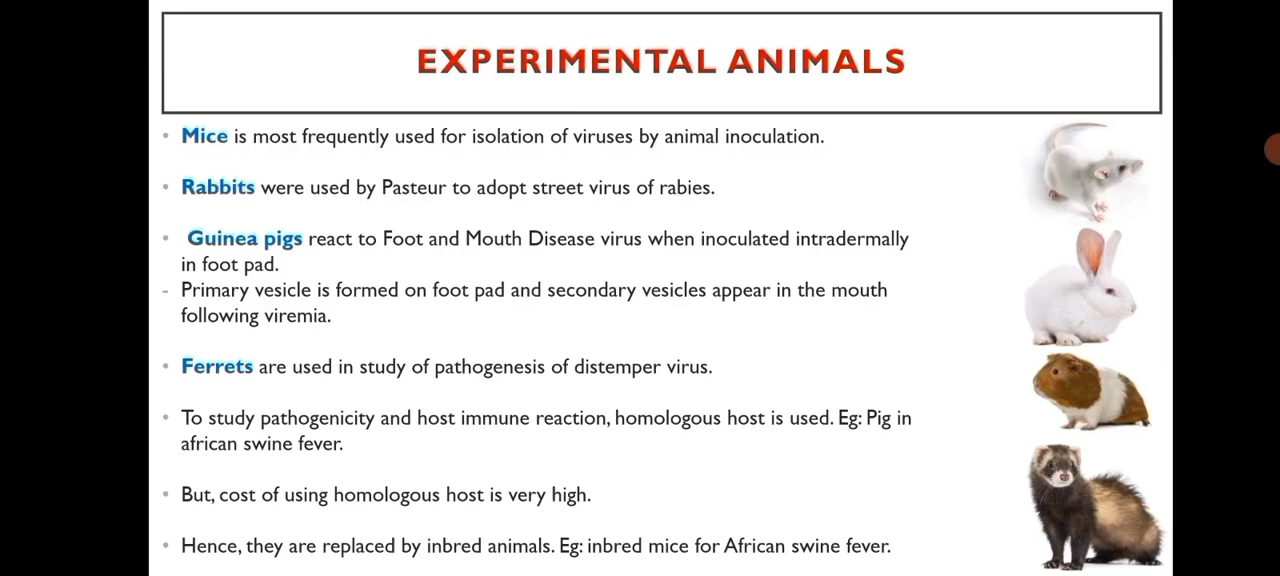 EXPERIMENTAL ANIMALS
• Mice is most frequently used for isolation of viruses by animal inoculation.
• Rabbits were used by Pasteur to adopt street virus of rabies.
• Guinea pigs react to Foot and Mouth Disease virus when inoculated intradermally
in foot pad.
- Primary vesicle is formed on foot pad and secondary vesicles appear in the mouth
following viremia.
• Ferrets are used in study of pathogenesis of distemper virus.
• To study pathogenicity and host immune reaction, homologous host is used. Eg: Pig in
african swine fever.
• But, cost of using homologous host is very high.
• Hence, they are replaced by inbred animals. Eg: inbred mice for African swine fever.